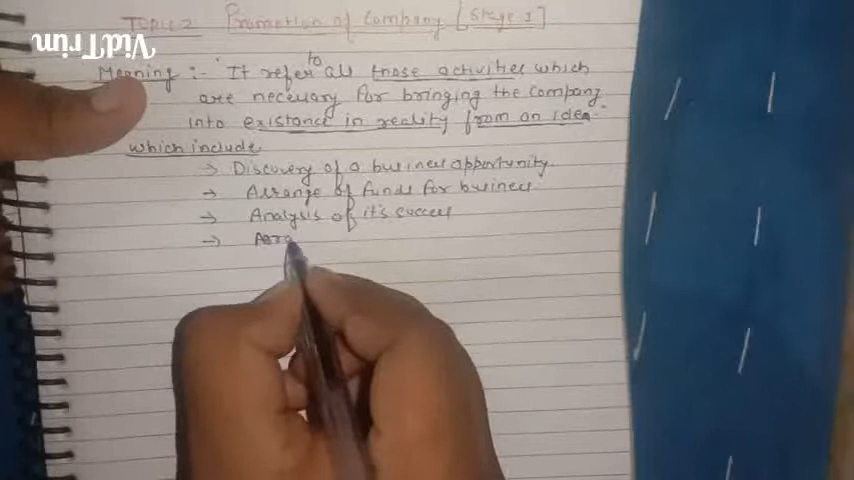 TOPIC 2 Promotion of Company [Stage 1]
VidTrim
Meaning :- "It refer to all those activities which
are necessary for bringing the company
into existance in reality from an idea."
which include
→ Discovery of a business opportunity.
→ Arrange of funds for business
→ Analysis of it's success
→